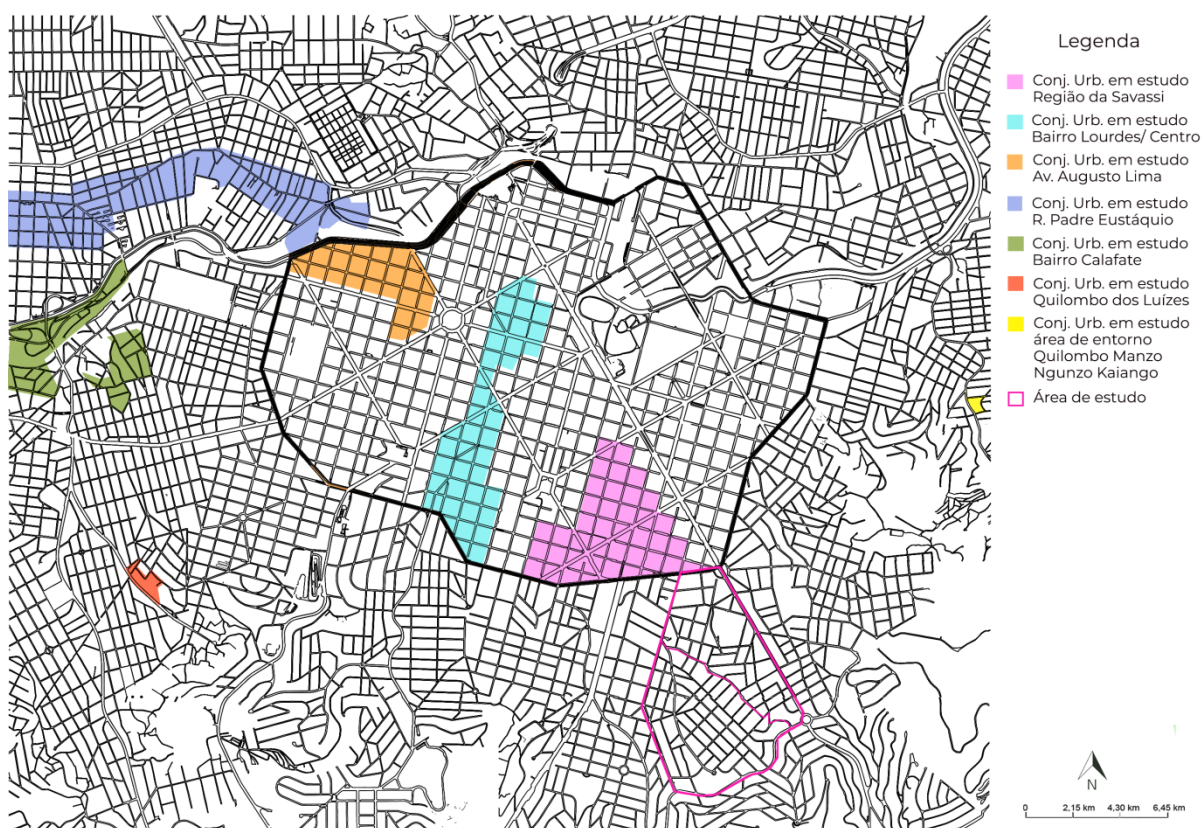 Legenda
Conj. Urb. em estudo
Região da Savassi
Conj. Urb. em estudo
Bairro Lourdes/ Centro
Conj. Urb. em estudo
Av. Augusto Lima
Conj. Urb. em estudo
R. Padre Eustáquio
Conj. Urb. em estudo
Bairro Calafate
Conj. Urb. em estudo
Quilombo dos Luízes
Conj. Urb. em estudo
área de entorno
Quilombo Manzo
Ngunzo Kaiango
Área de estudo
N
0 2,15 km 4,30 km 6,45 km